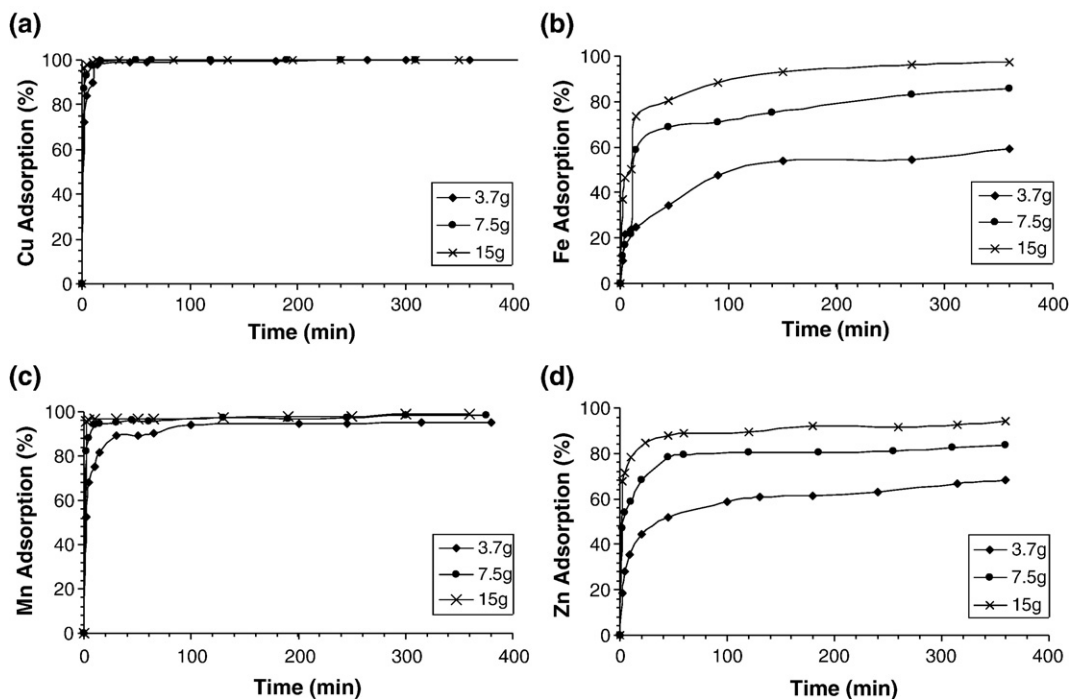 (a)
Cu Adsorption (%)
100
80
60
40
20
0
0 100 200 300 400
Time (min)
3.7g
7.5g
15g
(b)
Fe Adsorption (%)
100
80
60
40
20
0
0 100 200 300 400
Time (min)
3.7g
7.5g
15g
(c)
Mn Adsorption (%)
100
80
60
40
20
0
0 100 200 300 400
Time (min)
3.7g
7.5g
15g
(d)
Zn Adsorption (%)
100
80
60
40
20
0
0 100 200 300 400
Time (min)
3.7g
7.5g
15g